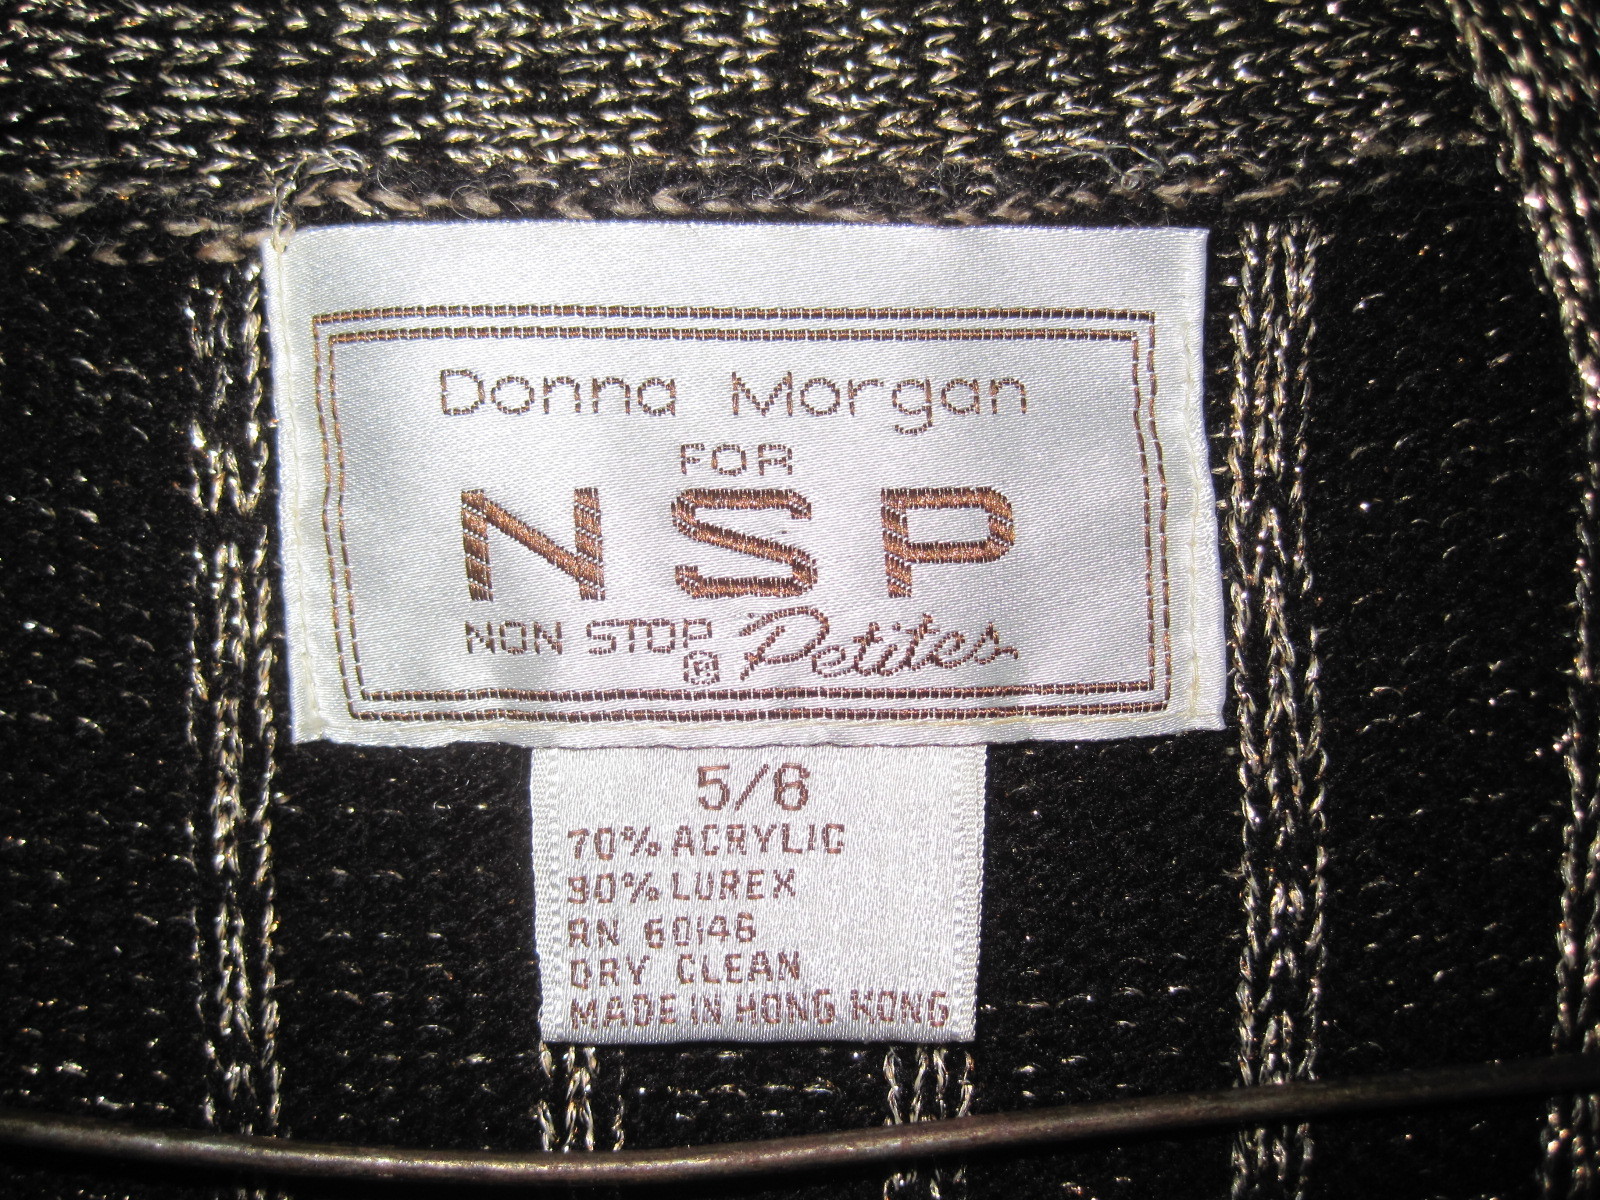 Donna Morgan
FOR
NSP
NON STOP ® Petites
5/6
70% ACRYLIC
30% LUREX
RN 60146
DRY CLEAN
MADE IN HONG KONG